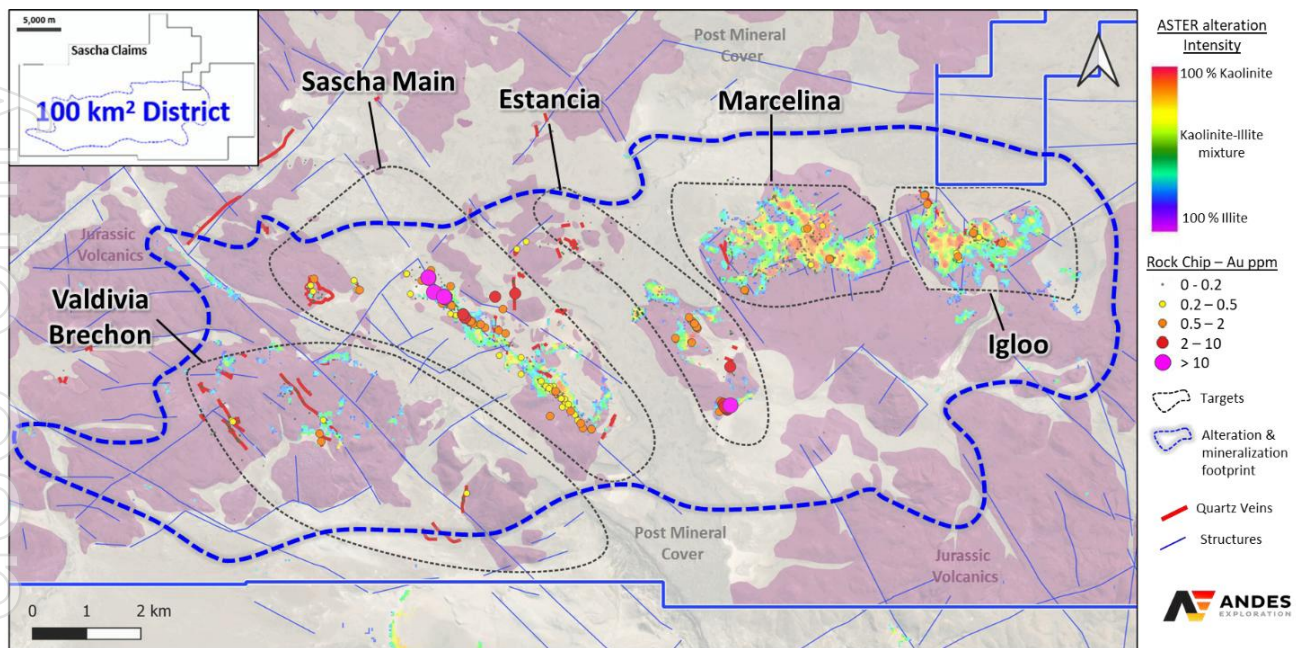 5,000 m
Sascha Claims
100 km² District
Post Mineral
Cover
Sascha Main
Estancia
Marcelina
Jurassic
Volcanics
Valdivia
Brechon
Igloo
Post Mineral
Cover
Jurassic
Volcanics
0 1 2 km
ASTER alteration
Intensity
100 % Kaolinite
Kaolinite-Illite
mixture
100 % Illite
Rock Chip – Au ppm
0 - 0.2
0.2 – 0.5
0.5 – 2
2 – 10
> 10
Targets
Alteration &
mineralization
footprint
Quartz Veins
Structures
ANDES
EXPLORATION